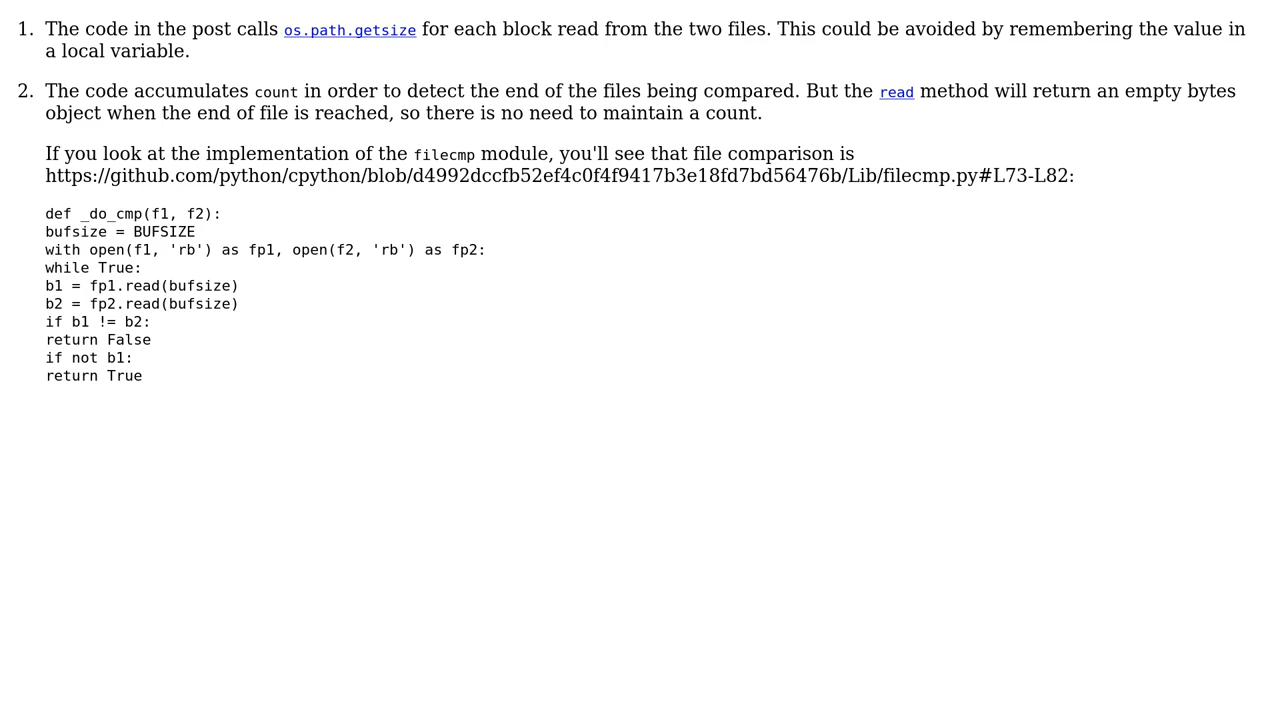 1. The code in the post calls os.path.getsize for each block read from the two files. This could be avoided by remembering the value in
a local variable.
2. The code accumulates count in order to detect the end of the files being compared. But the read method will return an empty bytes
object when the end of file is reached, so there is no need to maintain a count.
If you look at the implementation of the filecmp module, you'll see that file comparison is
https://github.com/python/cpython/blob/d4992dccfb52ef4c0f4f9417b3e18fd7bd56476b/Lib/filecmp.py#L73-L82:
def _do_cmp(f1, f2):
bufsize = BUFSIZE
with open(f1, 'rb') as fp1, open(f2, 'rb') as fp2:
while True:
b1 = fp1.read(bufsize)
b2 = fp2.read(bufsize)
if b1 != b2:
return False
if not b1:
return True